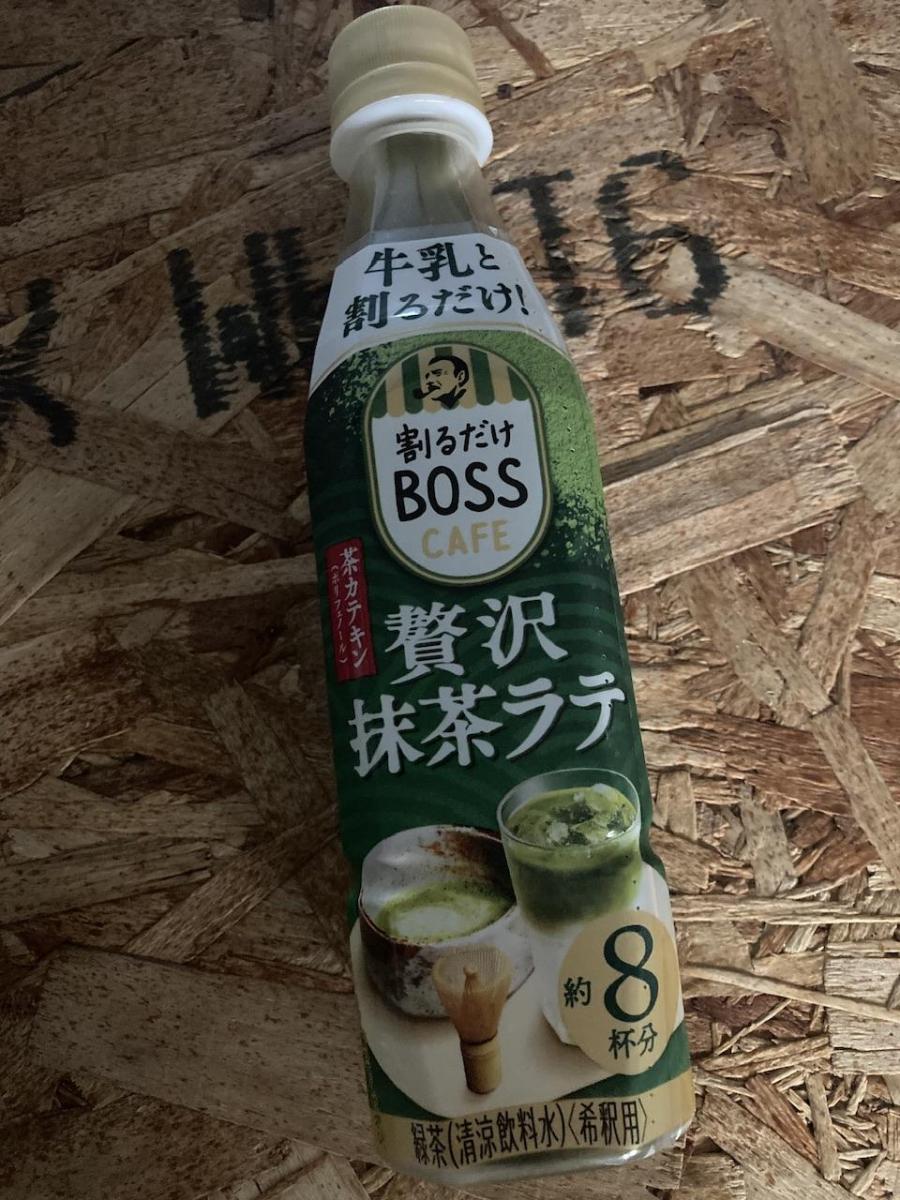 牛乳と
割るだけ!
割るだけ
BOSS
CAFE
茶カテキン
(ポリフェノール)
贅沢
抹茶ラテ
約8
杯分
緑茶(清涼飲料水)〈希釈用〉